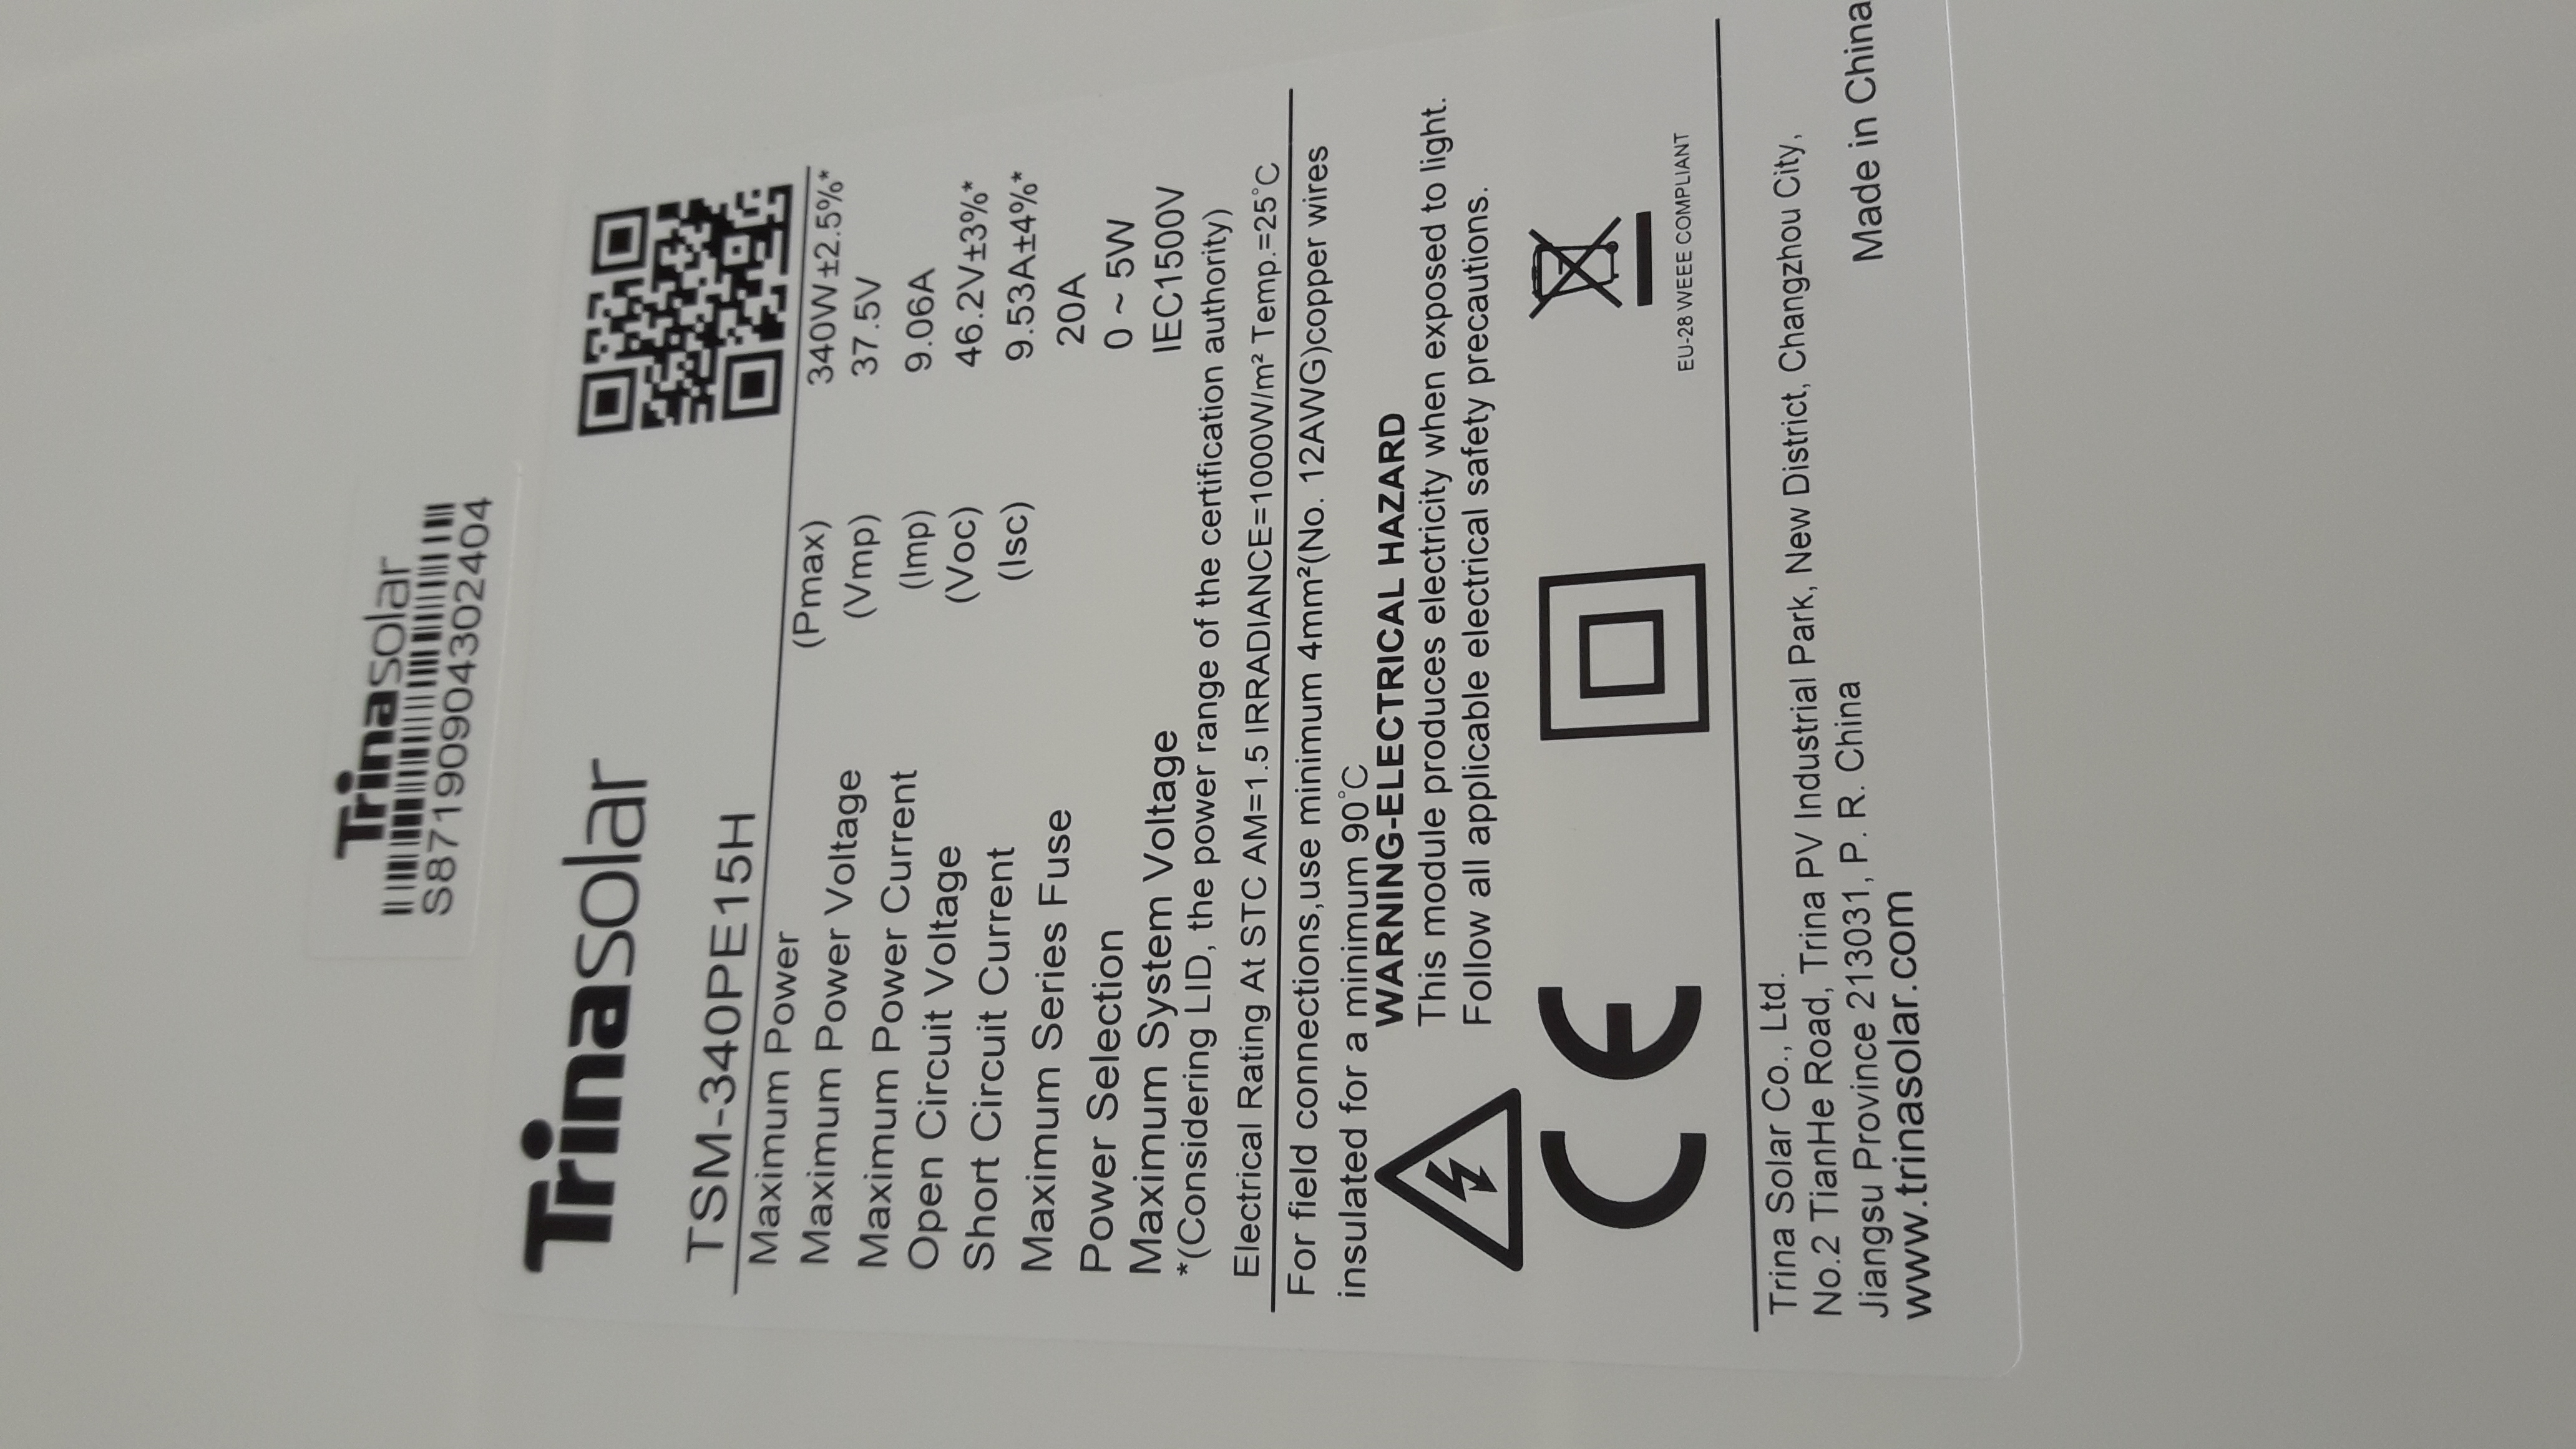 Trinasolar
S8719090430240​4
Trinasolar
TSM-340PE15H
Maximum Power (Pmax) 340W±2.5%*
Maximum Power Voltage (Vmp) 37.5V
Maximum Power Current (Imp) 9.06A
Open Circuit Voltage (Voc) 46.2V±3%*
Short Circuit Current (Isc) 9.53A±4%*
Maximum Series Fuse 20A
Power Selection 0 ~ 5W
Maximum System Voltage IEC1500V
*(Considering LID, the power range of the certification authority)
Electrical Rating At STC AM=1.5 IRRADIANCE=1000W/m² Temp.=25°C
For field connections,use minimum 4mm²(No. 12AWG)copper wires
insulated for a minimum 90°C
WARNING-ELECTRICAL HAZARD
This module produces electricity when exposed to light.
Follow all applicable electrical safety precautions.
CE
EU-28 WEEE COMPLIANT
Trina Solar Co., Ltd.
No.2 TianHe Road, Trina PV Industrial Park, New District, Changzhou City,
Jiangsu Province 213031, P. R. China
www.trinasolar.com Made in China